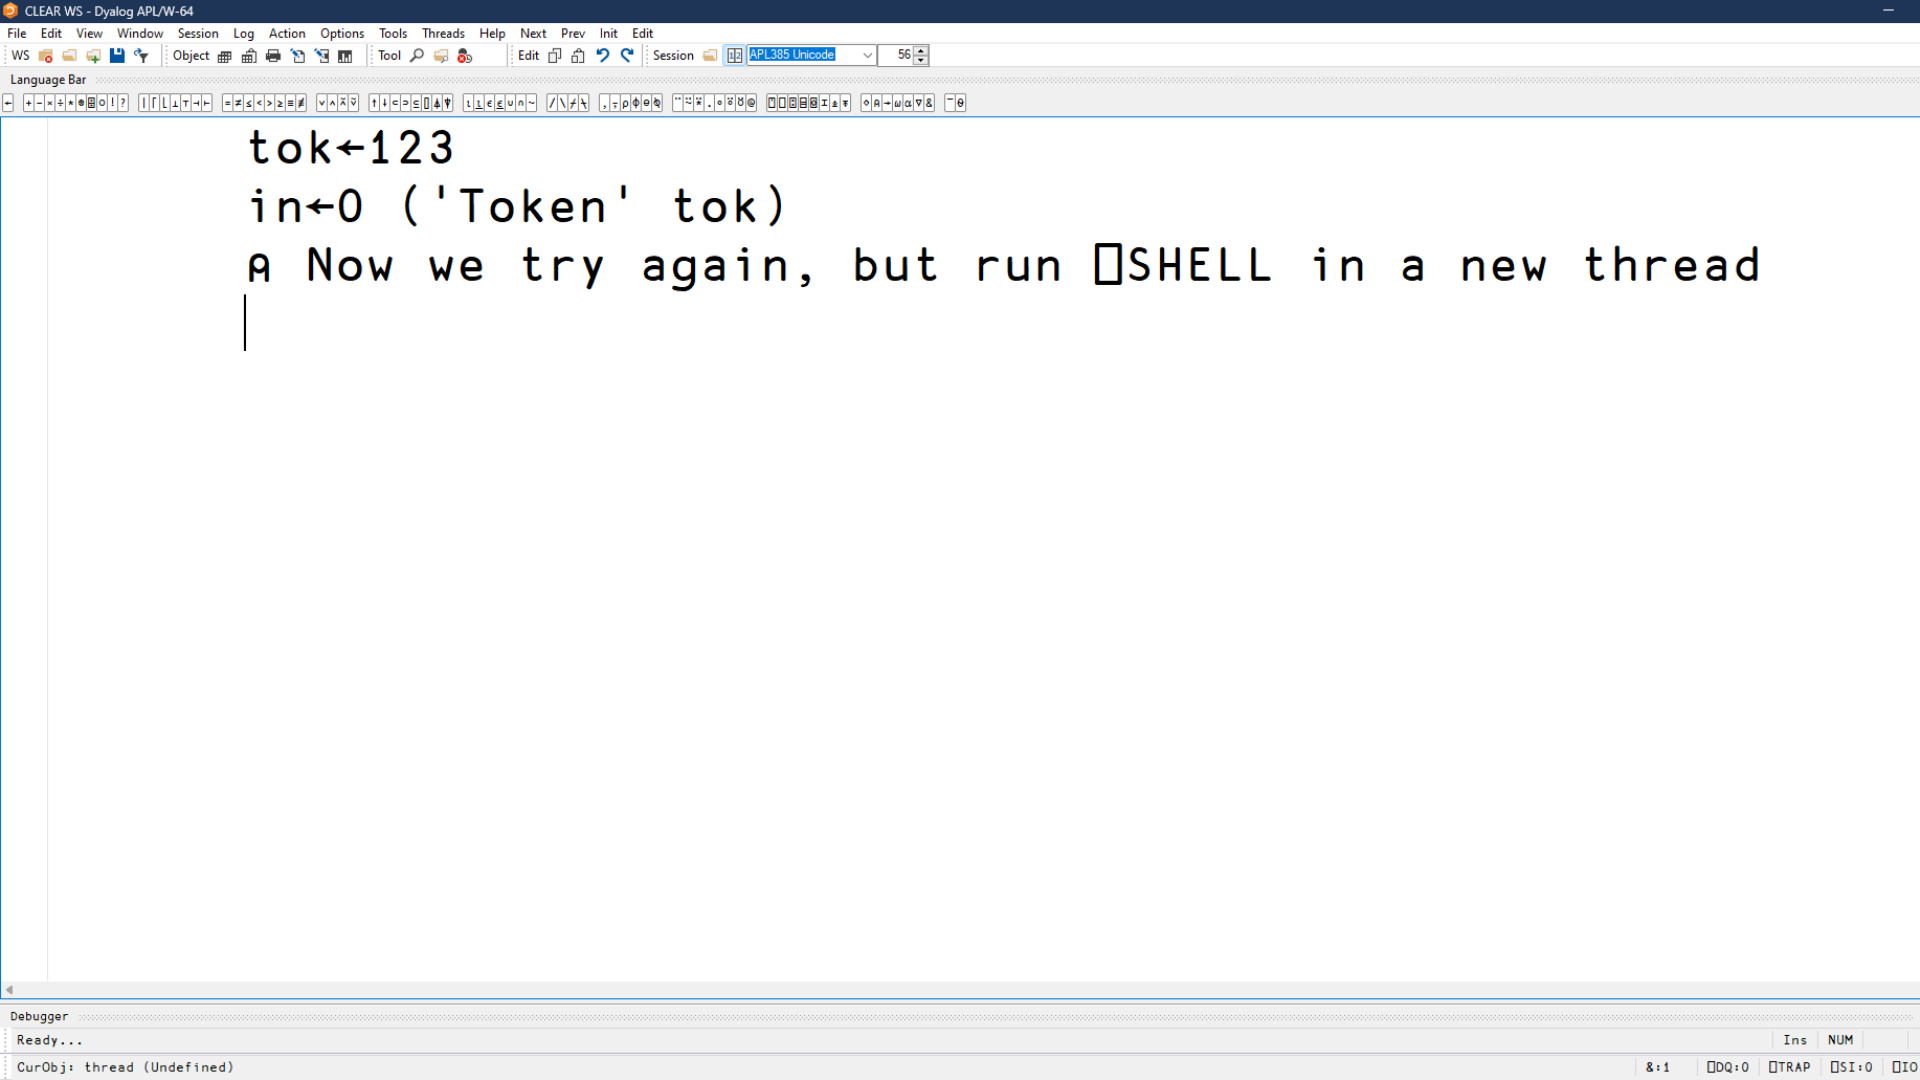 CLEAR WS - Dyalog APL/W-64
File Edit View Window Session Log Action Options Tools Threads Help Next Prev Init Edit
WS Object Tool Edit Session APL385 Unicode 56
Language Bar
tok←123
in←0 ('Token' tok)
⍝ Now we try again, but run ⎕SHELL in a new thread
Debugger
Ready...
Ins NUM
CurObj: thread (Undefined)
&:1 ⎕DQ:0 ⎕TRAP ⎕SI:0 ⎕IO